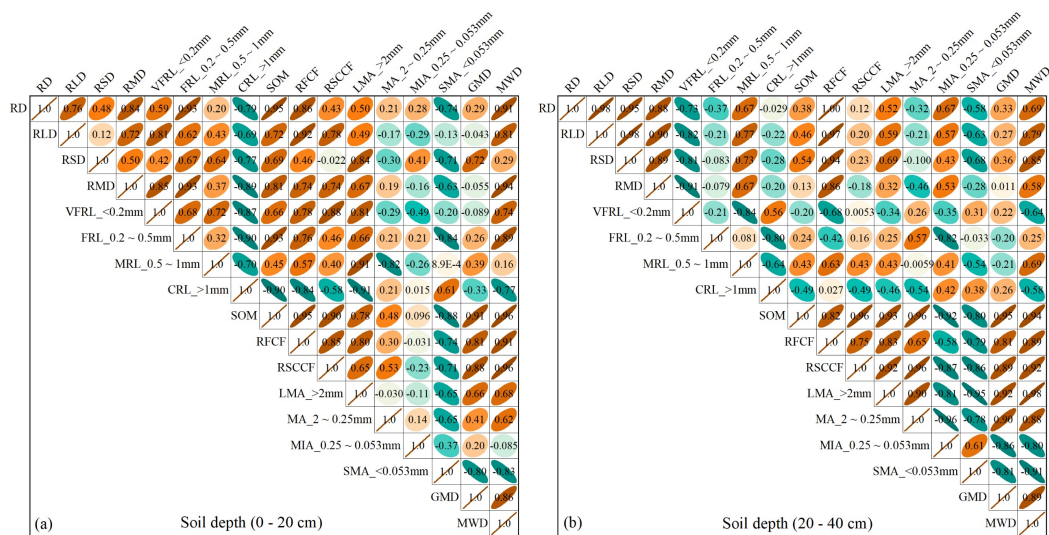 RD RLD RSD RMD VFRL_<0.2mm FRL_0.2 ~ 0.5mm MRL_0.5 ~ 1mm CRL_>1mm SOM RFCF RSCCF LMA_>2mm MA_2 ~ 0.25mm MIA_0.25 ~ 0.053mm SMA_<0.053mm GMD MWD
RD 1.0 0.76 0.48 0.84 0.59 0.93 0.20 -0.79 0.95 0.86 0.43 0.50 0.21 0.28 -0.74 0.29 0.91
RLD 1.0 0.12 0.72 0.81 0.62 0.43 -0.69 0.72 0.92 0.78 0.49 -0.17 -0.29 -0.13 -0.043 0.81
RSD 1.0 0.50 0.42 0.67 0.64 -0.77 0.69 0.46 -0.022 0.84 -0.30 0.41 -0.71 0.72 0.29
RMD 1.0 0.85 0.93 0.37 -0.89 0.81 0.74 0.74 0.67 0.19 -0.16 -0.63 -0.055 0.94
VFRL_<0.2mm 1.0 0.68 0.72 -0.87 0.66 0.78 0.88 0.81 -0.29 -0.49 -0.20 -0.089 0.74
FRL_0.2 ~ 0.5mm 1.0 0.32 -0.90 0.95 0.76 0.46 0.66 0.21 0.21 -0.84 0.26 0.89
MRL_0.5 ~ 1mm 1.0 -0.70 0.45 0.57 0.40 0.91 -0.82 -0.26 8.9E-4 0.39 0.16
CRL_>1mm 1.0 -0.90 -0.84 -0.58 -0.91 0.21 0.015 0.61 -0.33 -0.77
SOM 1.0 0.95 0.90 0.78 0.48 0.096 -0.88 0.91 0.96
RFCF 1.0 0.85 0.80 0.30 -0.031 -0.74 0.81 0.91
RSCCF 1.0 0.65 0.53 -0.23 -0.71 0.88 0.96
LMA_>2mm 1.0 -0.030 -0.11 -0.65 0.66 0.68
MA_2 ~ 0.25mm 1.0 0.14 -0.65 0.41 0.62
MIA_0.25 ~ 0.053mm 1.0 -0.37 0.20 -0.085
SMA_<0.053mm 1.0 -0.80 -0.83
GMD 1.0 0.86
MWD 1.0
(a) Soil depth (0 - 20 cm)
RD RLD RSD RMD VFRL_<0.2mm FRL_0.2 ~ 0.5mm MRL_0.5 ~ 1mm CRL_>1mm SOM RFCF RSCCF LMA_>2mm MA_2 ~ 0.25mm MIA_0.25 ~ 0.053mm SMA_<0.053mm GMD MWD
RD 1.0 0.98 0.95 0.88 -0.73 -0.37 0.67 -0.029 0.38 1.00 0.12 0.52 -0.32 0.67 -0.58 0.33 0.69
RLD 1.0 0.98 0.90 -0.82 -0.21 0.77 -0.22 0.46 0.97 0.20 0.59 -0.21 0.57 -0.63 0.27 0.79
RSD 1.0 0.89 -0.81 -0.083 0.73 -0.28 0.54 0.94 0.23 0.69 -0.100 0.43 -0.68 0.36 0.85
RMD 1.0 -0.91 -0.079 0.67 -0.20 0.13 0.86 -0.18 0.32 -0.46 0.53 -0.28 0.011 0.58
VFRL_<0.2mm 1.0 -0.21 -0.84 0.56 -0.20 -0.68 0.0053 -0.34 0.26 -0.35 0.31 0.22 -0.64
FRL_0.2 ~ 0.5mm 1.0 0.081 -0.80 0.24 -0.42 0.16 0.25 0.57 -0.82 -0.033 -0.20 0.25
MRL_0.5 ~ 1mm 1.0 -0.64 0.43 0.63 0.43 0.43 -0.0059 0.41 -0.54 -0.21 0.69
CRL_>1mm 1.0 -0.49 0.027 -0.49 -0.46 -0.54 0.42 0.38 0.26 -0.58
SOM 1.0 0.82 0.96 0.93 0.96 -0.92 -0.80 0.95 0.94
RFCF 1.0 0.75 0.83 0.65 -0.58 -0.79 0.81 0.89
RSCCF 1.0 0.92 0.96 -0.87 -0.86 0.89 0.92
LMA_>2mm 1.0 0.90 -0.81 -0.95 0.92 0.98
MA_2 ~ 0.25mm 1.0 -0.96 -0.78 0.90 0.88
MIA_0.25 ~ 0.053mm 1.0 0.61 -0.86 -0.80
SMA_<0.053mm 1.0 -0.81 -0.91
GMD 1.0 0.89
MWD 1.0
(b) Soil depth (20 - 40 cm)